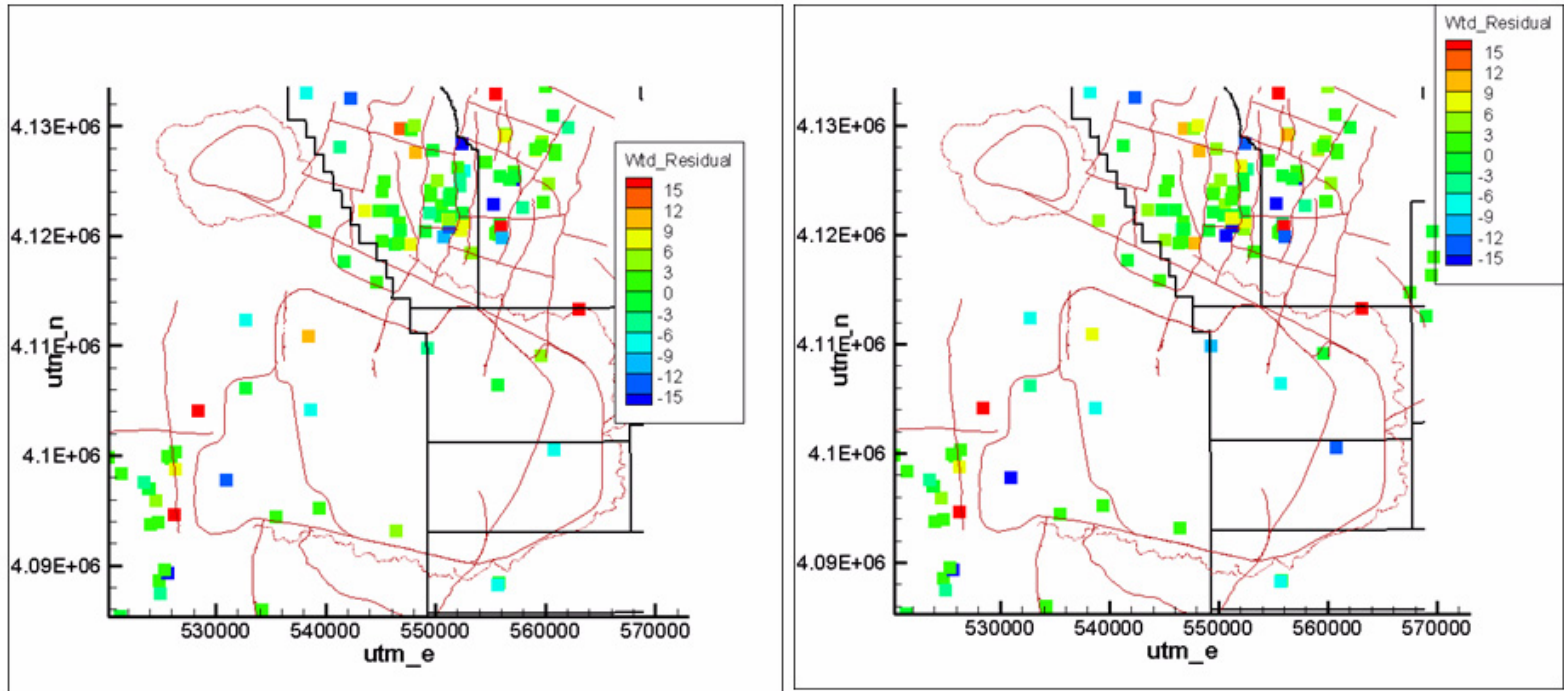 Wtd_Residual
15
12
9
6
3
0
-3
-6
-9
-12
-15
4.13E+06
4.12E+06
4.11E+06
4.1E+06
4.09E+06
utm_n
530000 540000 550000 560000 570000
utm_e
Wtd_Residual
15
12
9
6
3
0
-3
-6
-9
-12
-15
4.13E+06
4.12E+06
4.11E+06
4.1E+06
4.09E+06
utm_n
530000 540000 550000 560000 570000
utm_e